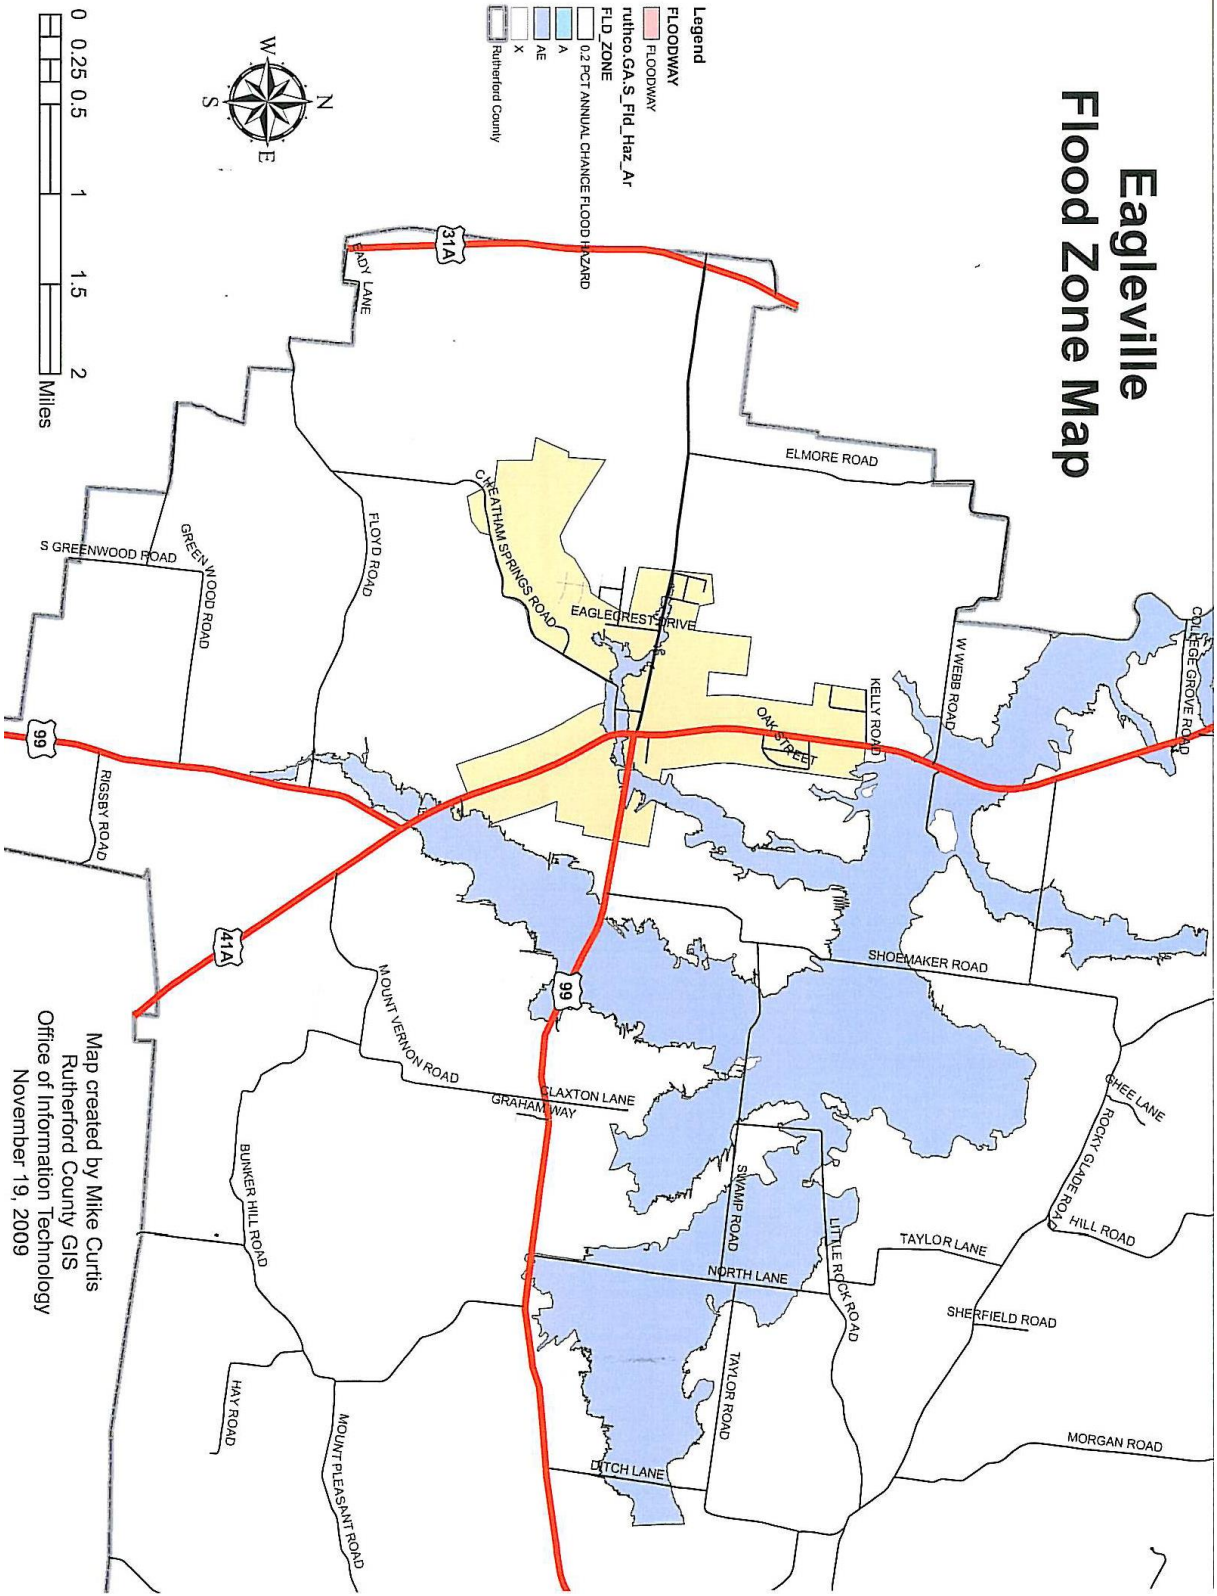 Eagleville
Flood Zone Map
Legend
FLOODWAY
FLOODWAY
ruthco.GA.S_Fld_Haz_Ar
FLD_ZONE
0.2 PCT ANNUAL CHANCE FLOOD HAZARD
A
AE
X
Rutherford County
N
W
E
S
0 0.25 0.5 1 1.5 2
Miles
31A
EADY LANE
ELMORE ROAD
COLLEGE GROVE ROAD
W WEBB ROAD
KELLY ROAD
OAK STREET
EAGLECREST DRIVE
CHEATHAM SPRINGS ROAD
FLOYD ROAD
GREENWOOD ROAD
S GREENWOOD ROAD
99
RIGSBY ROAD
41A
SHOEMAKER ROAD
99
MOUNT VERNON ROAD
CLAXTON LANE
GRAHAM WAY
GHEE LANE
ROCKY GLADE ROAD
HILL ROAD
SWAMP ROAD
LITTLE ROCK ROAD
TAYLOR LANE
NORTH LANE
SHERFIELD ROAD
BUNKER HILL ROAD
TAYLOR ROAD
HAY ROAD
MOUNT PLEASANT ROAD
DITCH LANE
MORGAN ROAD
Map created by Mike Curtis
Rutherford County GIS
Office of Information Technology
November 19, 2009